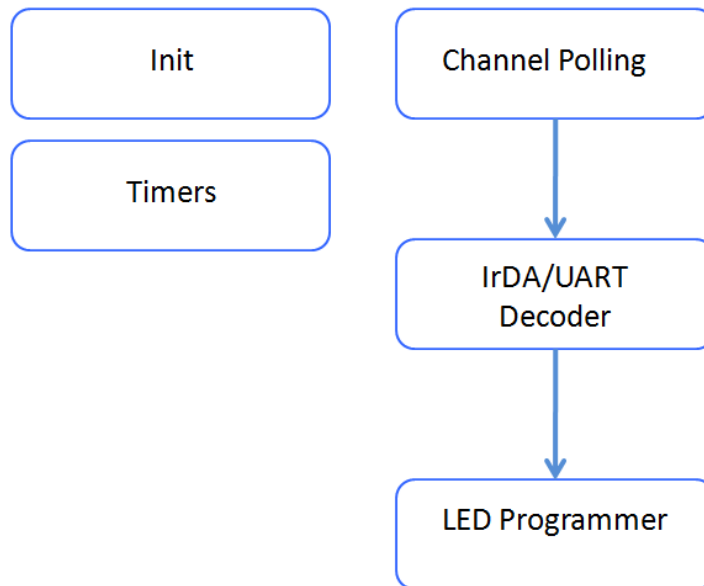 Init
Channel Polling
Timers
IrDA/UART
Decoder
LED Programmer